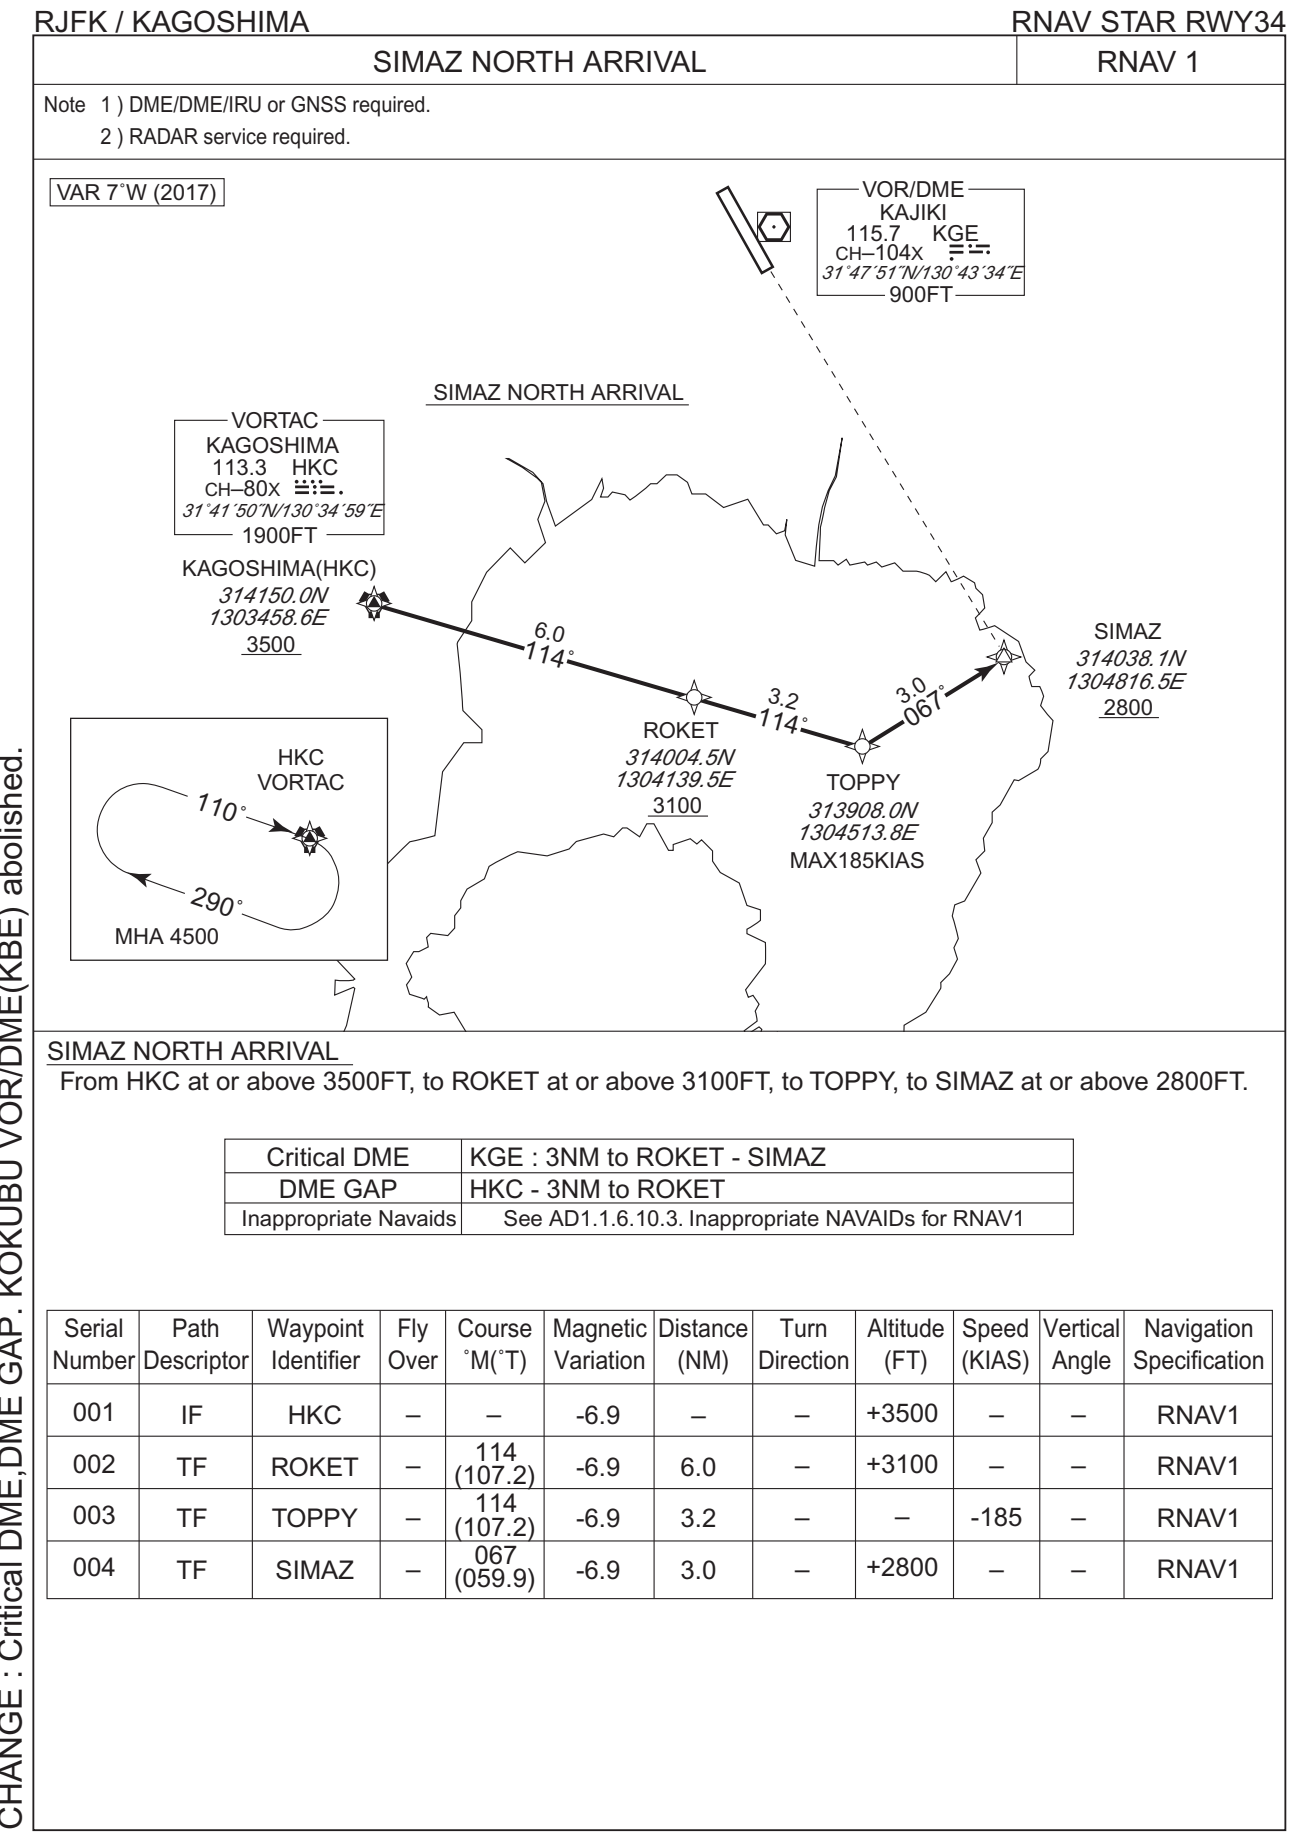 RJFK / KAGOSHIMA
RNAV STAR RWY34
SIMAZ NORTH ARRIVAL
RNAV 1
Note 1 ) DME/DME/IRU or GNSS required.
2 ) RADAR service required.
VAR 7˚W (2017)
VOR/DME
KAJIKI
115.7 KGE
CH–104X
31˚47´51˝N/130˚43´34˝E
900FT
SIMAZ NORTH ARRIVAL
VORTAC
KAGOSHIMA
113.3 HKC
CH–80X
31˚41´50˝N/130˚34´59˝E
1900FT
KAGOSHIMA(HKC)
314150.0N
1303458.6E
3500
6.0
114˚
ROKET
314004.5N
1304139.5E
3100
3.2
114˚
TOPPY
313908.0N
1304513.8E
MAX185KIAS
3.0
067˚
SIMAZ
314038.1N
1304816.5E
2800
HKC
VORTAC
110˚
290˚
MHA 4500
SIMAZ NORTH ARRIVAL
From HKC at or above 3500FT, to ROKET at or above 3100FT, to TOPPY, to SIMAZ at or above 2800FT.
Critical DME KGE : 3NM to ROKET - SIMAZ
DME GAP HKC - 3NM to ROKET
Inappropriate Navaids See AD1.1.6.10.3. Inappropriate NAVAIDs for RNAV1
Serial Path Waypoint Fly Course Magnetic Distance Turn Altitude Speed Vertical Navigation
Number Descriptor Identifier Over ˚M(˚T) Variation (NM) Direction (FT) (KIAS) Angle Specification
001 IF HKC – – -6.9 – – +3500 – – RNAV1
002 TF ROKET – 114 (107.2) -6.9 6.0 – +3100 – – RNAV1
003 TF TOPPY – 114 (107.2) -6.9 3.2 – – -185 – RNAV1
004 TF SIMAZ – 067 (059.9) -6.9 3.0 – +2800 – – RNAV1
CHANGE : Critical DME,DME GAP. KOKUBU VOR/DME(KBE) abolished.